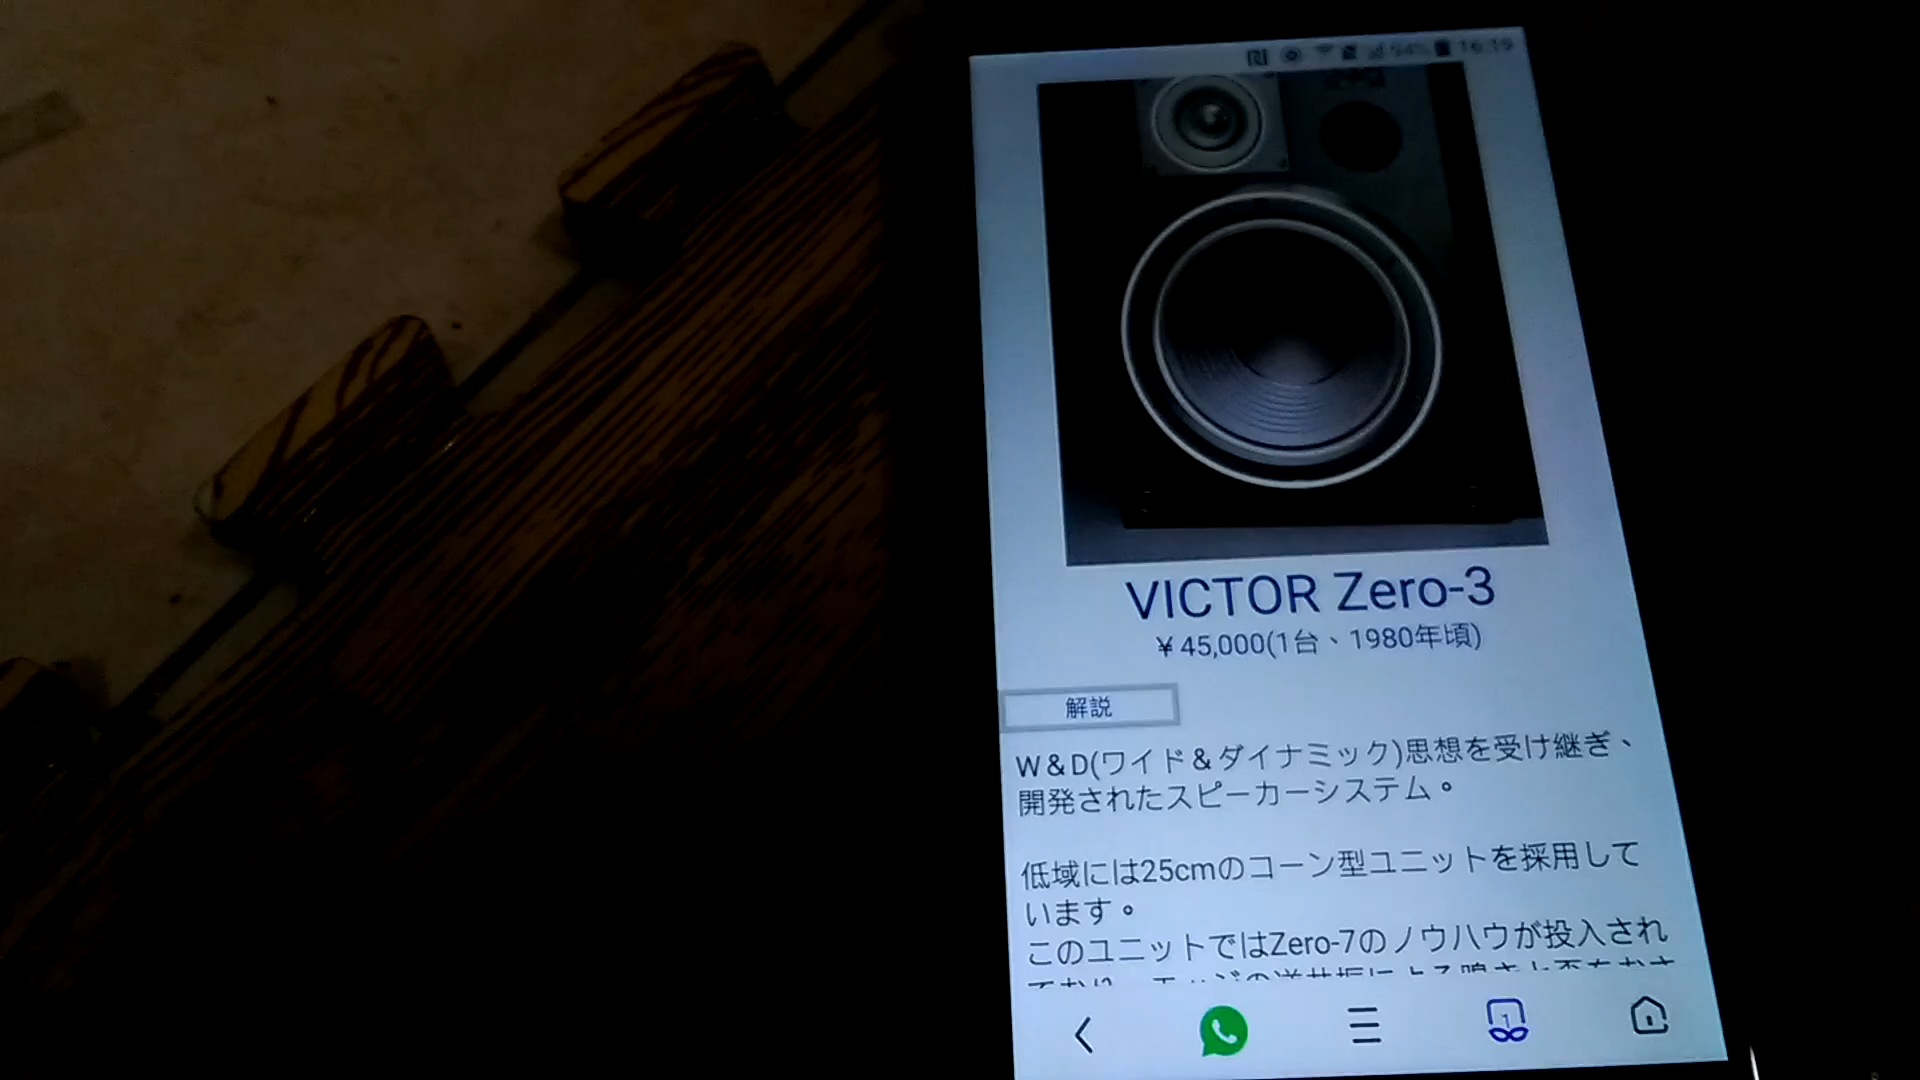 94% 16:19
VICTOR Zero-3
¥45,000(1台、1980年頃)
解説
W&D(ワイド&ダイナミック)思想を受け継ぎ、
開発されたスピーカーシステム。
低域には25cmのコーン型ユニットを採用して
います。
このユニットではZero-7のノウハウが投入され
1